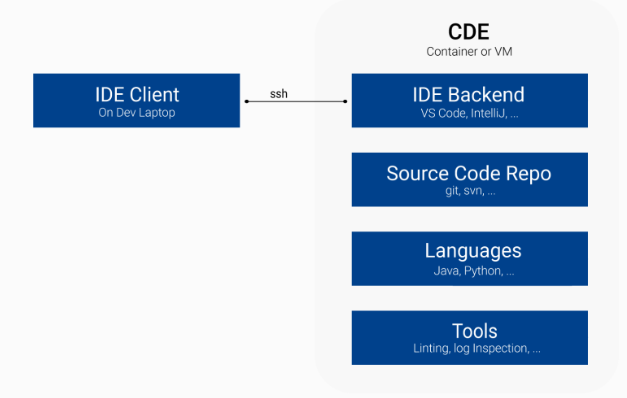 CDE
Container or VM
IDE Client
On Dev Laptop
ssh
IDE Backend
VS Code, IntelliJ, ...
Source Code Repo
git, svn, ...
Languages
Java, Python, ...
Tools
Linting, log Inspection, ...